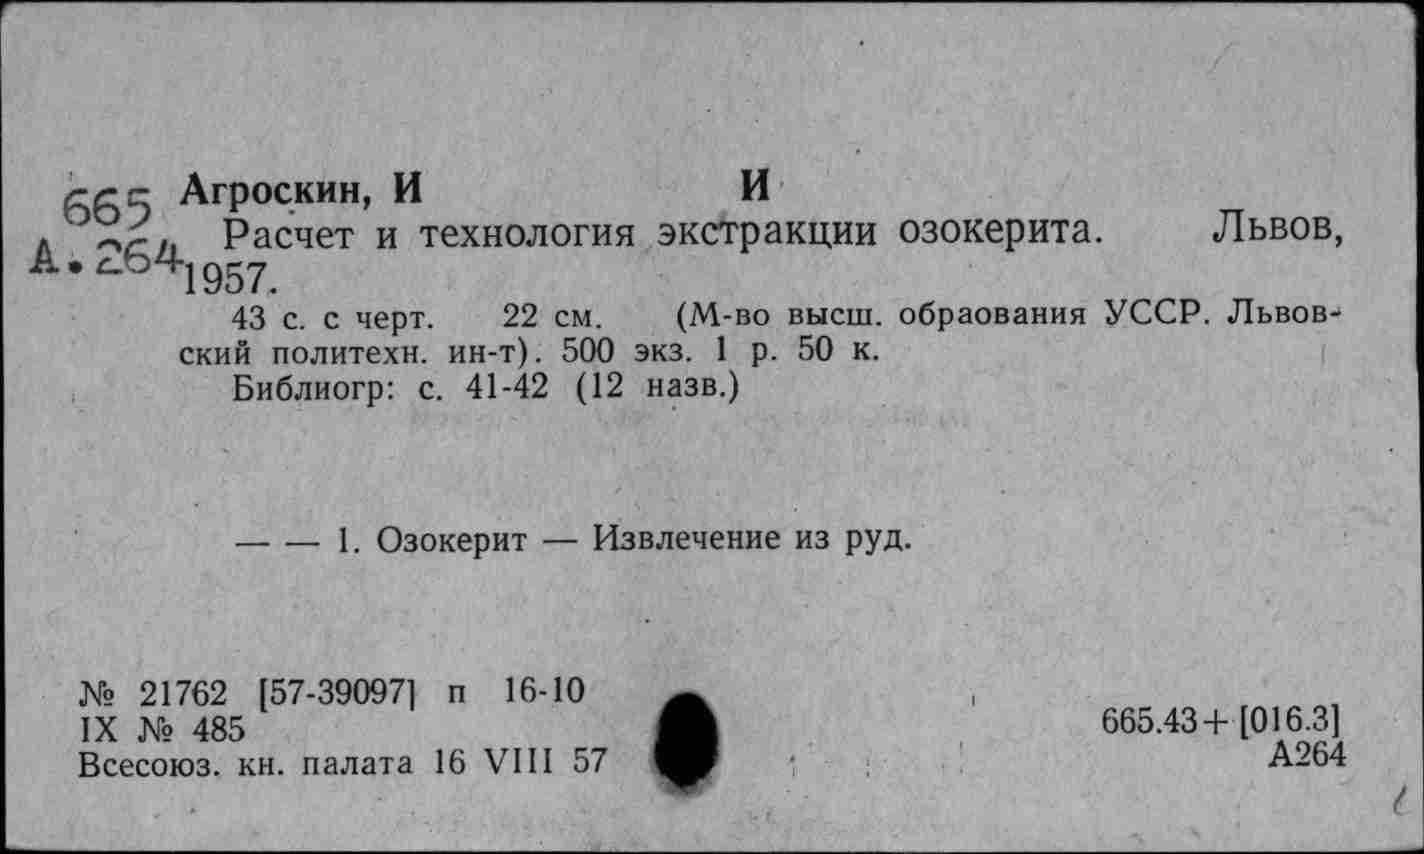 665 Агроскин, И И
А.264 Расчет и технология экстракции озокерита. Львов,
1957.
43 с. с черт. 22 см. (М-во высш. обраования УССР. Львов-
ский политехн. ин-т). 500 экз. 1 р. 50 к.
Библиогр: с. 41-42 (12 назв.)
— — 1. Озокерит — Извлечение из руд.
№ 21762 [57-39097] п 16-10
IX № 485
Всесоюз. кн. палата 16 VIII 57
665.43+[016.3]
А264